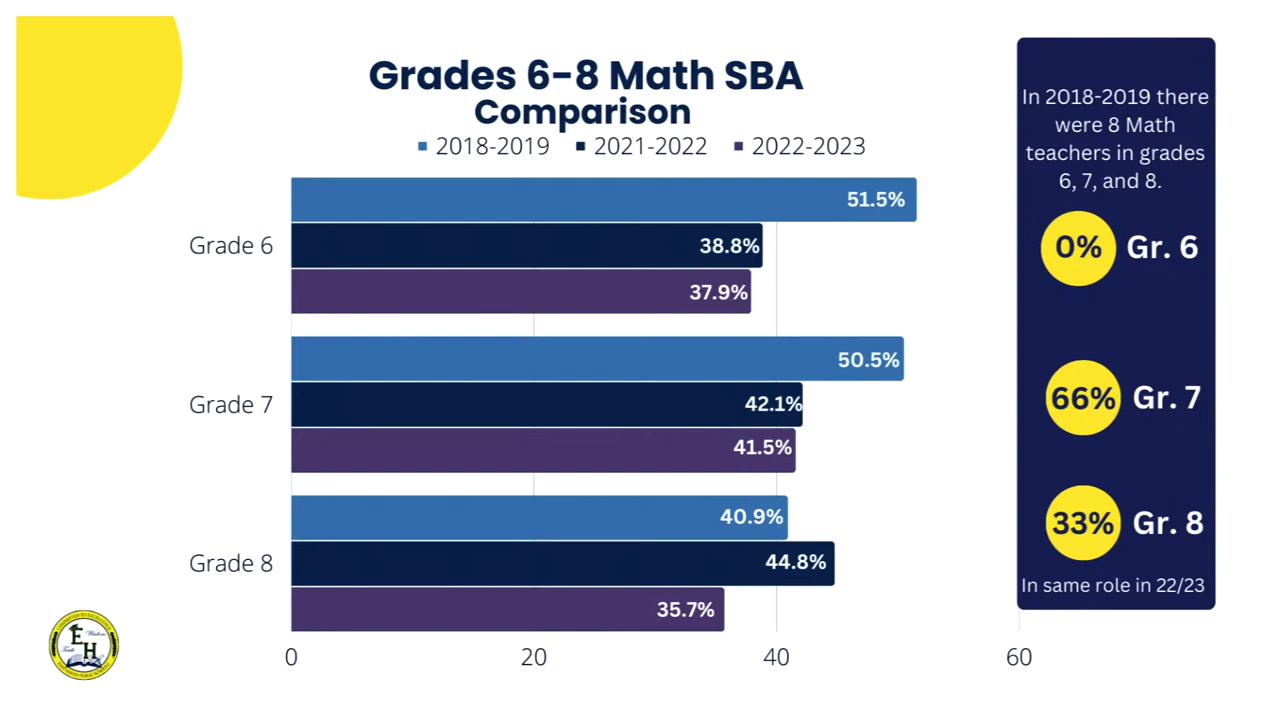 Grades 6-8 Math SBA
Comparison
2018-2019 2021-2022 2022-2023
Grade 6
51.5%
38.8%
37.9%
Grade 7
50.5%
42.1%
41.5%
Grade 8
40.9%
44.8%
35.7%
0 20 40 60
In 2018-2019 there
were 8 Math
teachers in grades
6, 7, and 8.
0% Gr. 6
66% Gr. 7
33% Gr. 8
In same role in 22/23
E H